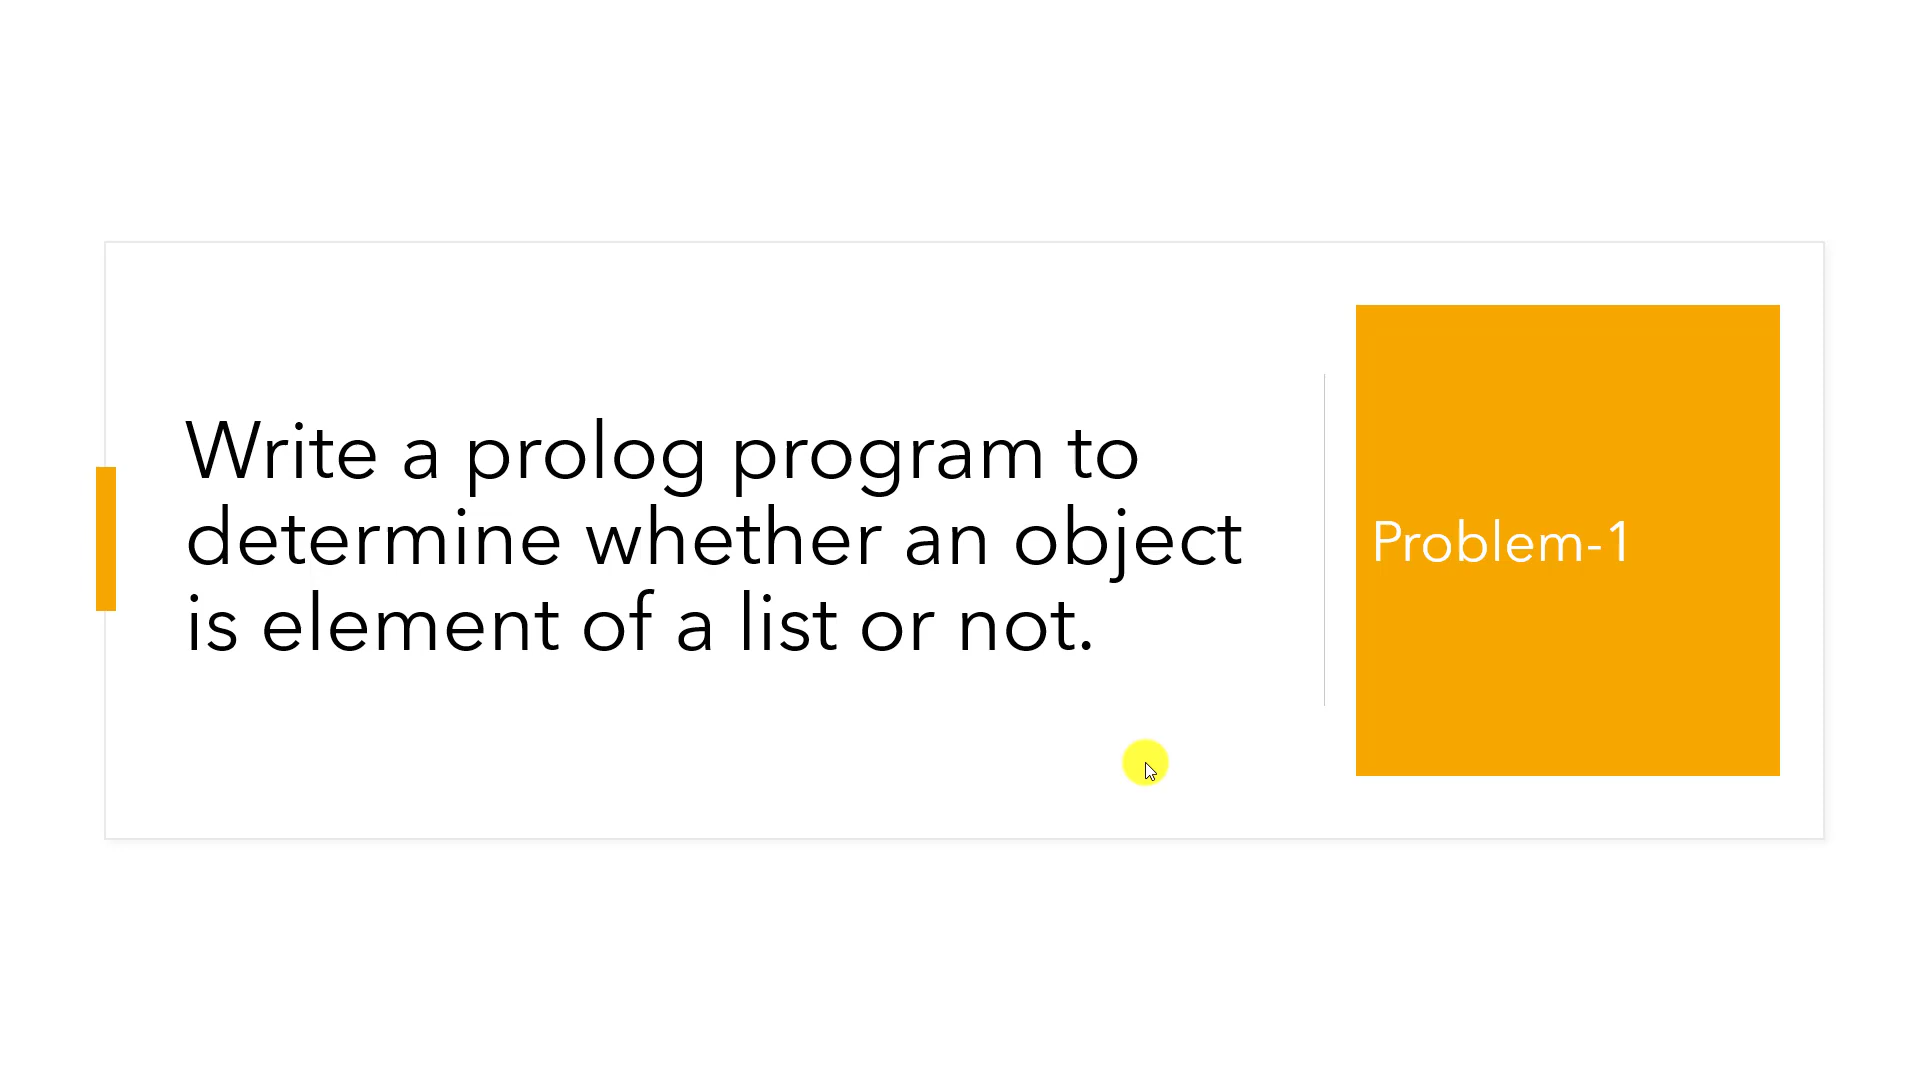 Write a prolog program to
determine whether an object
is element of a list or not.
Problem-1